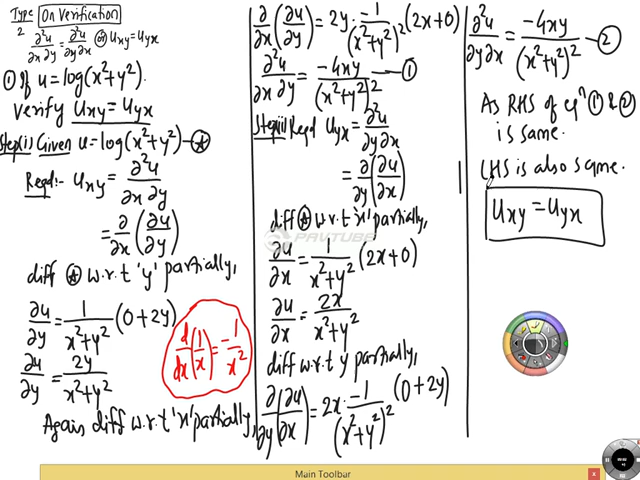 Type On Verification
2 ∂²u/∂x∂y = ∂²u/∂y∂x or uxy = uyx
① If u = log(x²+y²).
Verify uxy = uyx
Step(i) Given u = log(x²+y²) — ⊛
Reqd:- uxy = ∂²u/∂x∂y
= ∂/∂x (∂u/∂y)
diff ⊛ w.r.t 'y' partially,
∂u/∂y = 1/(x²+y²) (0+2y)
∂u/∂y = 2y/(x²+y²)
d/dx (1/x) = -1/x²
Again diff w.r.t 'x' partially,
∂/∂x (∂u/∂y) = 2y · -1/(x²+y²)² (2x+0)
∂²u/∂x∂y = -4xy/(x²+y²)² — ①
Step(ii) Reqd uyx = ∂²u/∂y∂x
= ∂/∂y (∂u/∂x)
diff ⊛ w.r.t 'x' partially,
PAVTUBE
∂u/∂x = 1/(x²+y²) (2x+0)
∂u/∂x = 2x/(x²+y²)
diff w.r.t y partially,
∂/∂y (∂u/∂x) = 2x · -1/(x²+y²)² (0+2y)
∂²u/∂y∂x = -4xy/(x²+y²)² — ②
As RHS of eqⁿ ① & ②
is same.
LHS is also same.
uxy = uyx
Main Toolbar